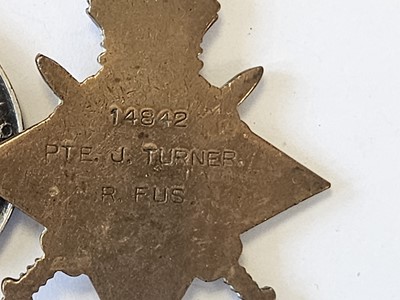 14842
PTE. J. TURNER.
R. FUS.